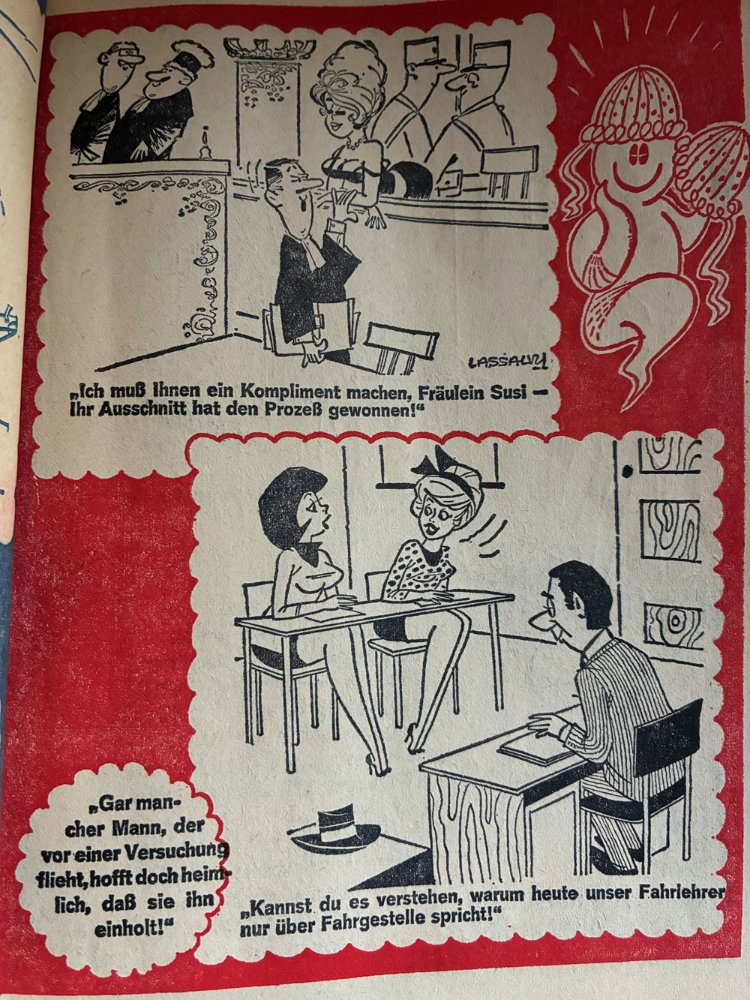 LASSALVY
„Ich muß Ihnen ein Kompliment machen, Fräulein Susi —
Ihr Ausschnitt hat den Prozeß gewonnen!“
„Gar man-
cher Mann, der
vor einer Versuchung
flieht, hofft doch heim-
lich, daß sie ihn
einholt!“
„Kannst du es verstehen, warum heute unser Fahrlehrer
nur über Fahrgestelle spricht!“